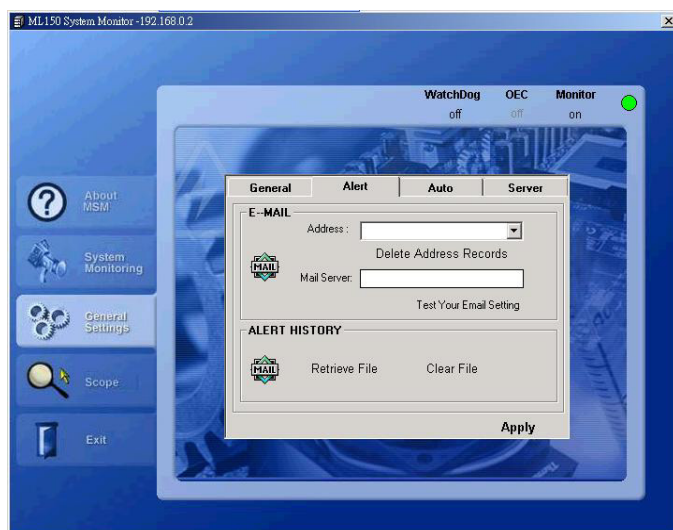 ML150 System Monitor -192.168.0.2
WatchDog OEC Monitor
off off on
About
MSM
System
Monitoring
General
Settings
Scope
Exit
General Alert Auto Server
E--MAIL
Address :
Delete Address Records
MAIL
Mail Server:
Test Your Email Setting
ALERT HISTORY
MAIL
Retrieve File Clear File
Apply